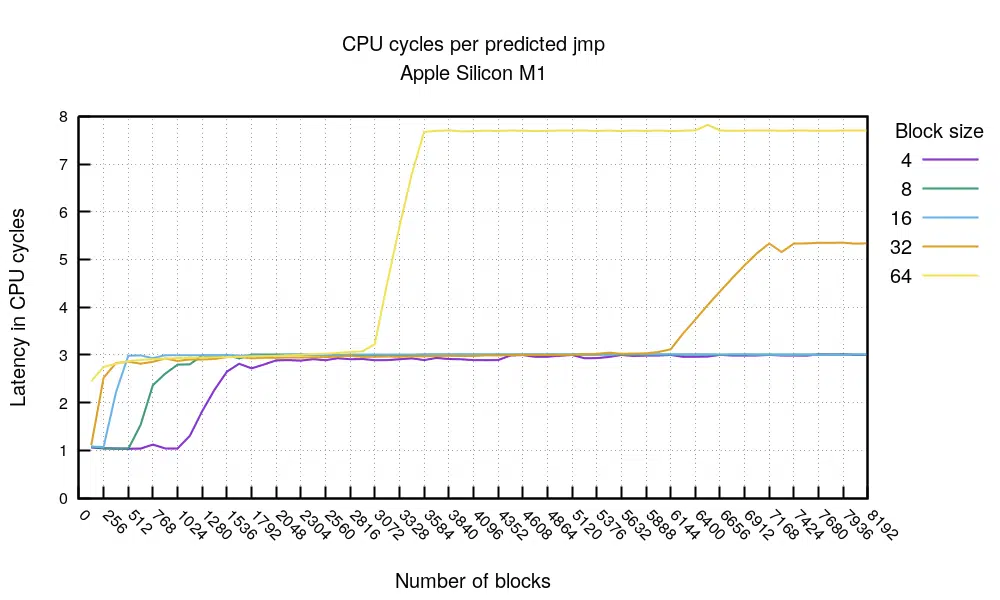 CPU cycles per predicted jmp
Apple Silicon M1
Latency in CPU cycles
8
7
6
5
4
3
2
1
0
0 256 512 768 1024 1280 1536 1792 2048 2304 2560 2816 3072 3328 3584 3840 4096 4352 4608 4864 5120 5376 5632 5888 6144 6400 6656 6912 7168 7424 7680 7936 8192
Number of blocks
Block size
4
8
16
32
64